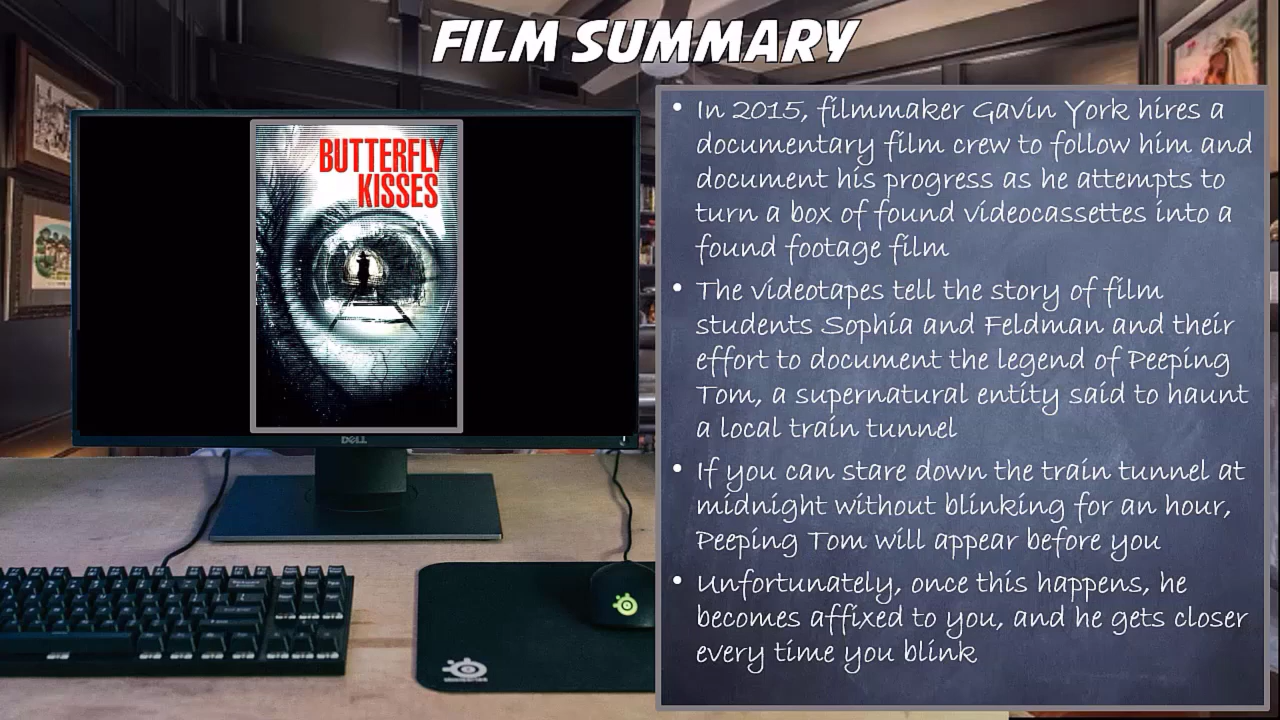 FILM SUMMARY
BUTTERFLY
KISSES
DELL
• In 2015, filmmaker Gavin York hires a
documentary film crew to follow him and
document his progress as he attempts to
turn a box of found videocassettes into a
found footage film
• The videotapes tell the story of film
students Sophia and Feldman and their
effort to document the legend of Peeping
Tom, a supernatural entity said to haunt
a local train tunnel
• If you can stare down the train tunnel at
midnight without blinking for an hour,
Peeping Tom will appear before you
• Unfortunately, once this happens, he
becomes affixed to you, and he gets closer
every time you blink